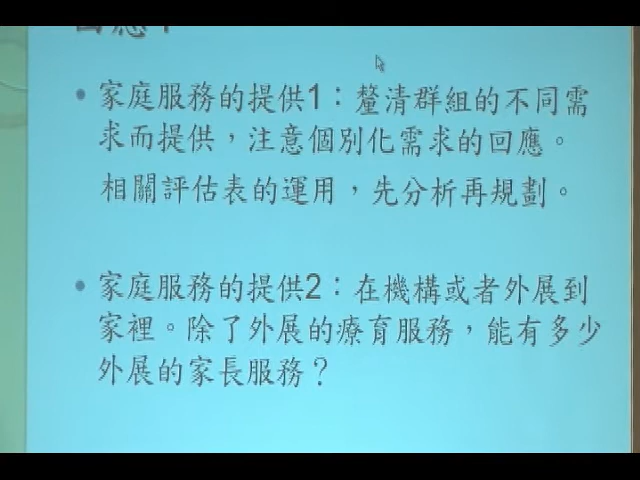 • 家庭服務的提供1：釐清群組的不同需
求而提供，注意個別化需求的回應。
相關評估表的運用，先分析再規劃。
• 家庭服務的提供2：在機構或者外展到
家裡。除了外展的療育服務，能有多少
外展的家長服務？